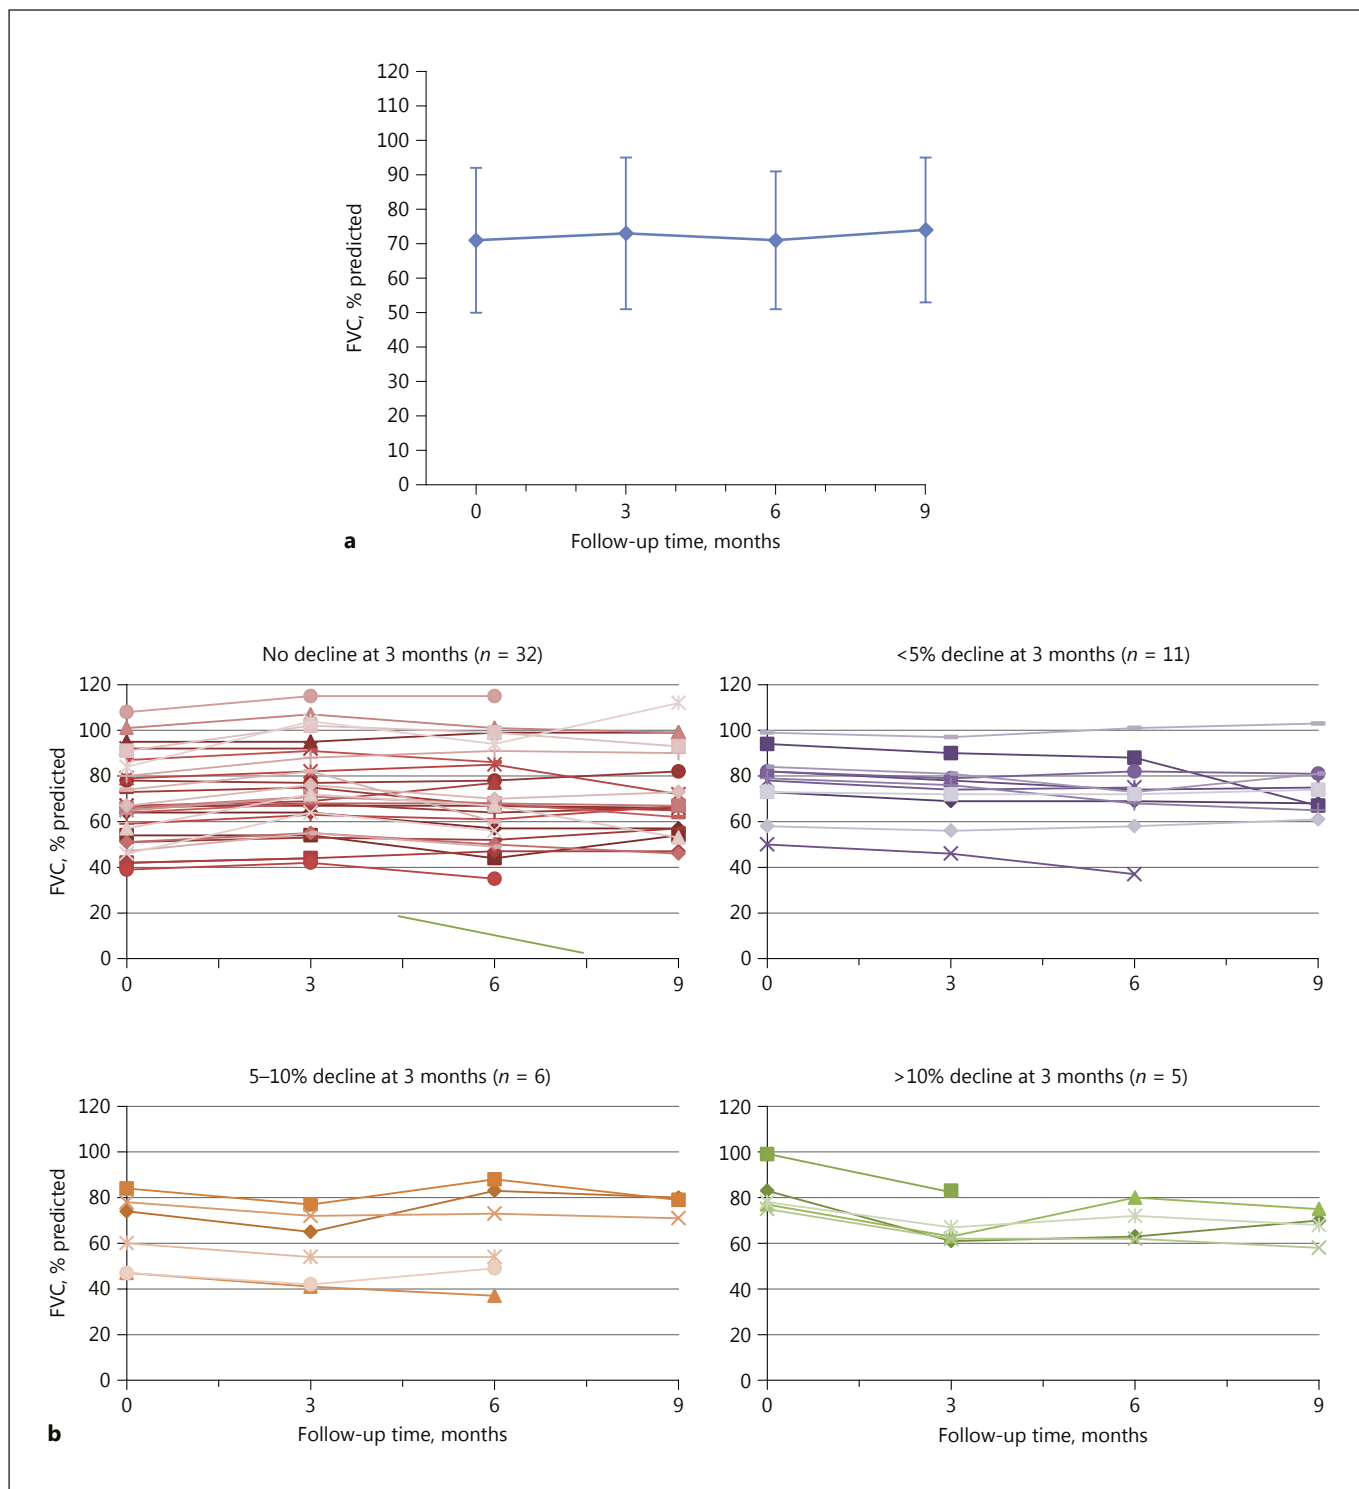 120
110
100
90
80
70
60
50
40
30
20
10
0
FVC, % predicted
0 3 6 9
Follow-up time, months
a
No decline at 3 months (n = 32)
120
100
80
60
40
20
0
FVC, % predicted
0 3 6 9
<5% decline at 3 months (n = 11)
120
100
80
60
40
20
0
0 3 6 9
5–10% decline at 3 months (n = 6)
120
100
80
60
40
20
0
FVC, % predicted
0 3 6 9
Follow-up time, months
>10% decline at 3 months (n = 5)
120
100
80
60
40
20
0
0 3 6 9
Follow-up time, months
b